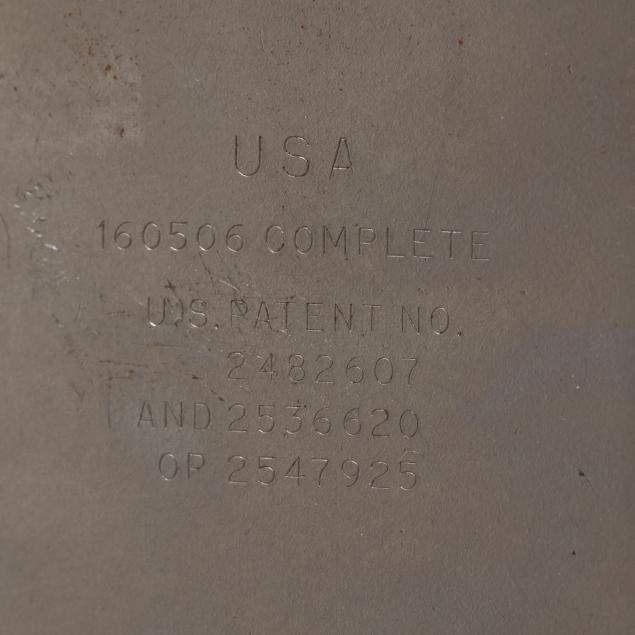 USA
160506 COMPLETE
U.S. PATENT NO.
2482607
AND 2536620
OR 2547925